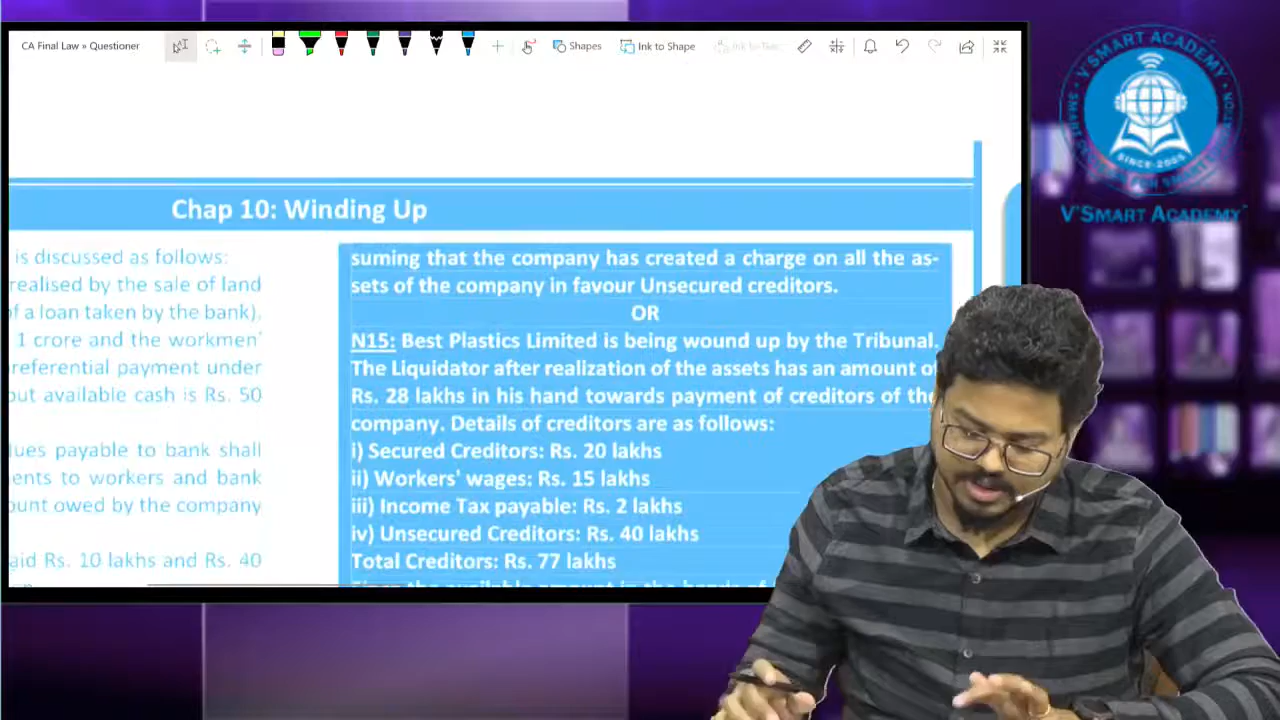 CA Final Law » Questioner
Shapes
Ink to Shape
Chap 10: Winding Up
is discussed as follows:
realised by the sale of land
of a loan taken by the bank),
1 crore and the workmen'
referential payment under
out available cash is Rs. 50
lues payable to bank shall
ents to workers and bank
ount owed by the company
aid Rs. 10 lakhs and Rs. 40
suming that the company has created a charge on all the as-
sets of the company in favour Unsecured creditors.
OR
N15: Best Plastics Limited is being wound up by the Tribunal.
The Liquidator after realization of the assets has an amount of
Rs. 28 lakhs in his hand towards payment of creditors of the
company. Details of creditors are as follows:
i) Secured Creditors: Rs. 20 lakhs
ii) Workers' wages: Rs. 15 lakhs
iii) Income Tax payable: Rs. 2 lakhs
iv) Unsecured Creditors: Rs. 40 lakhs
Total Creditors: Rs. 77 lakhs
V'SMART ACADEMY
SINCE-2005
V'SMART ACADEMY